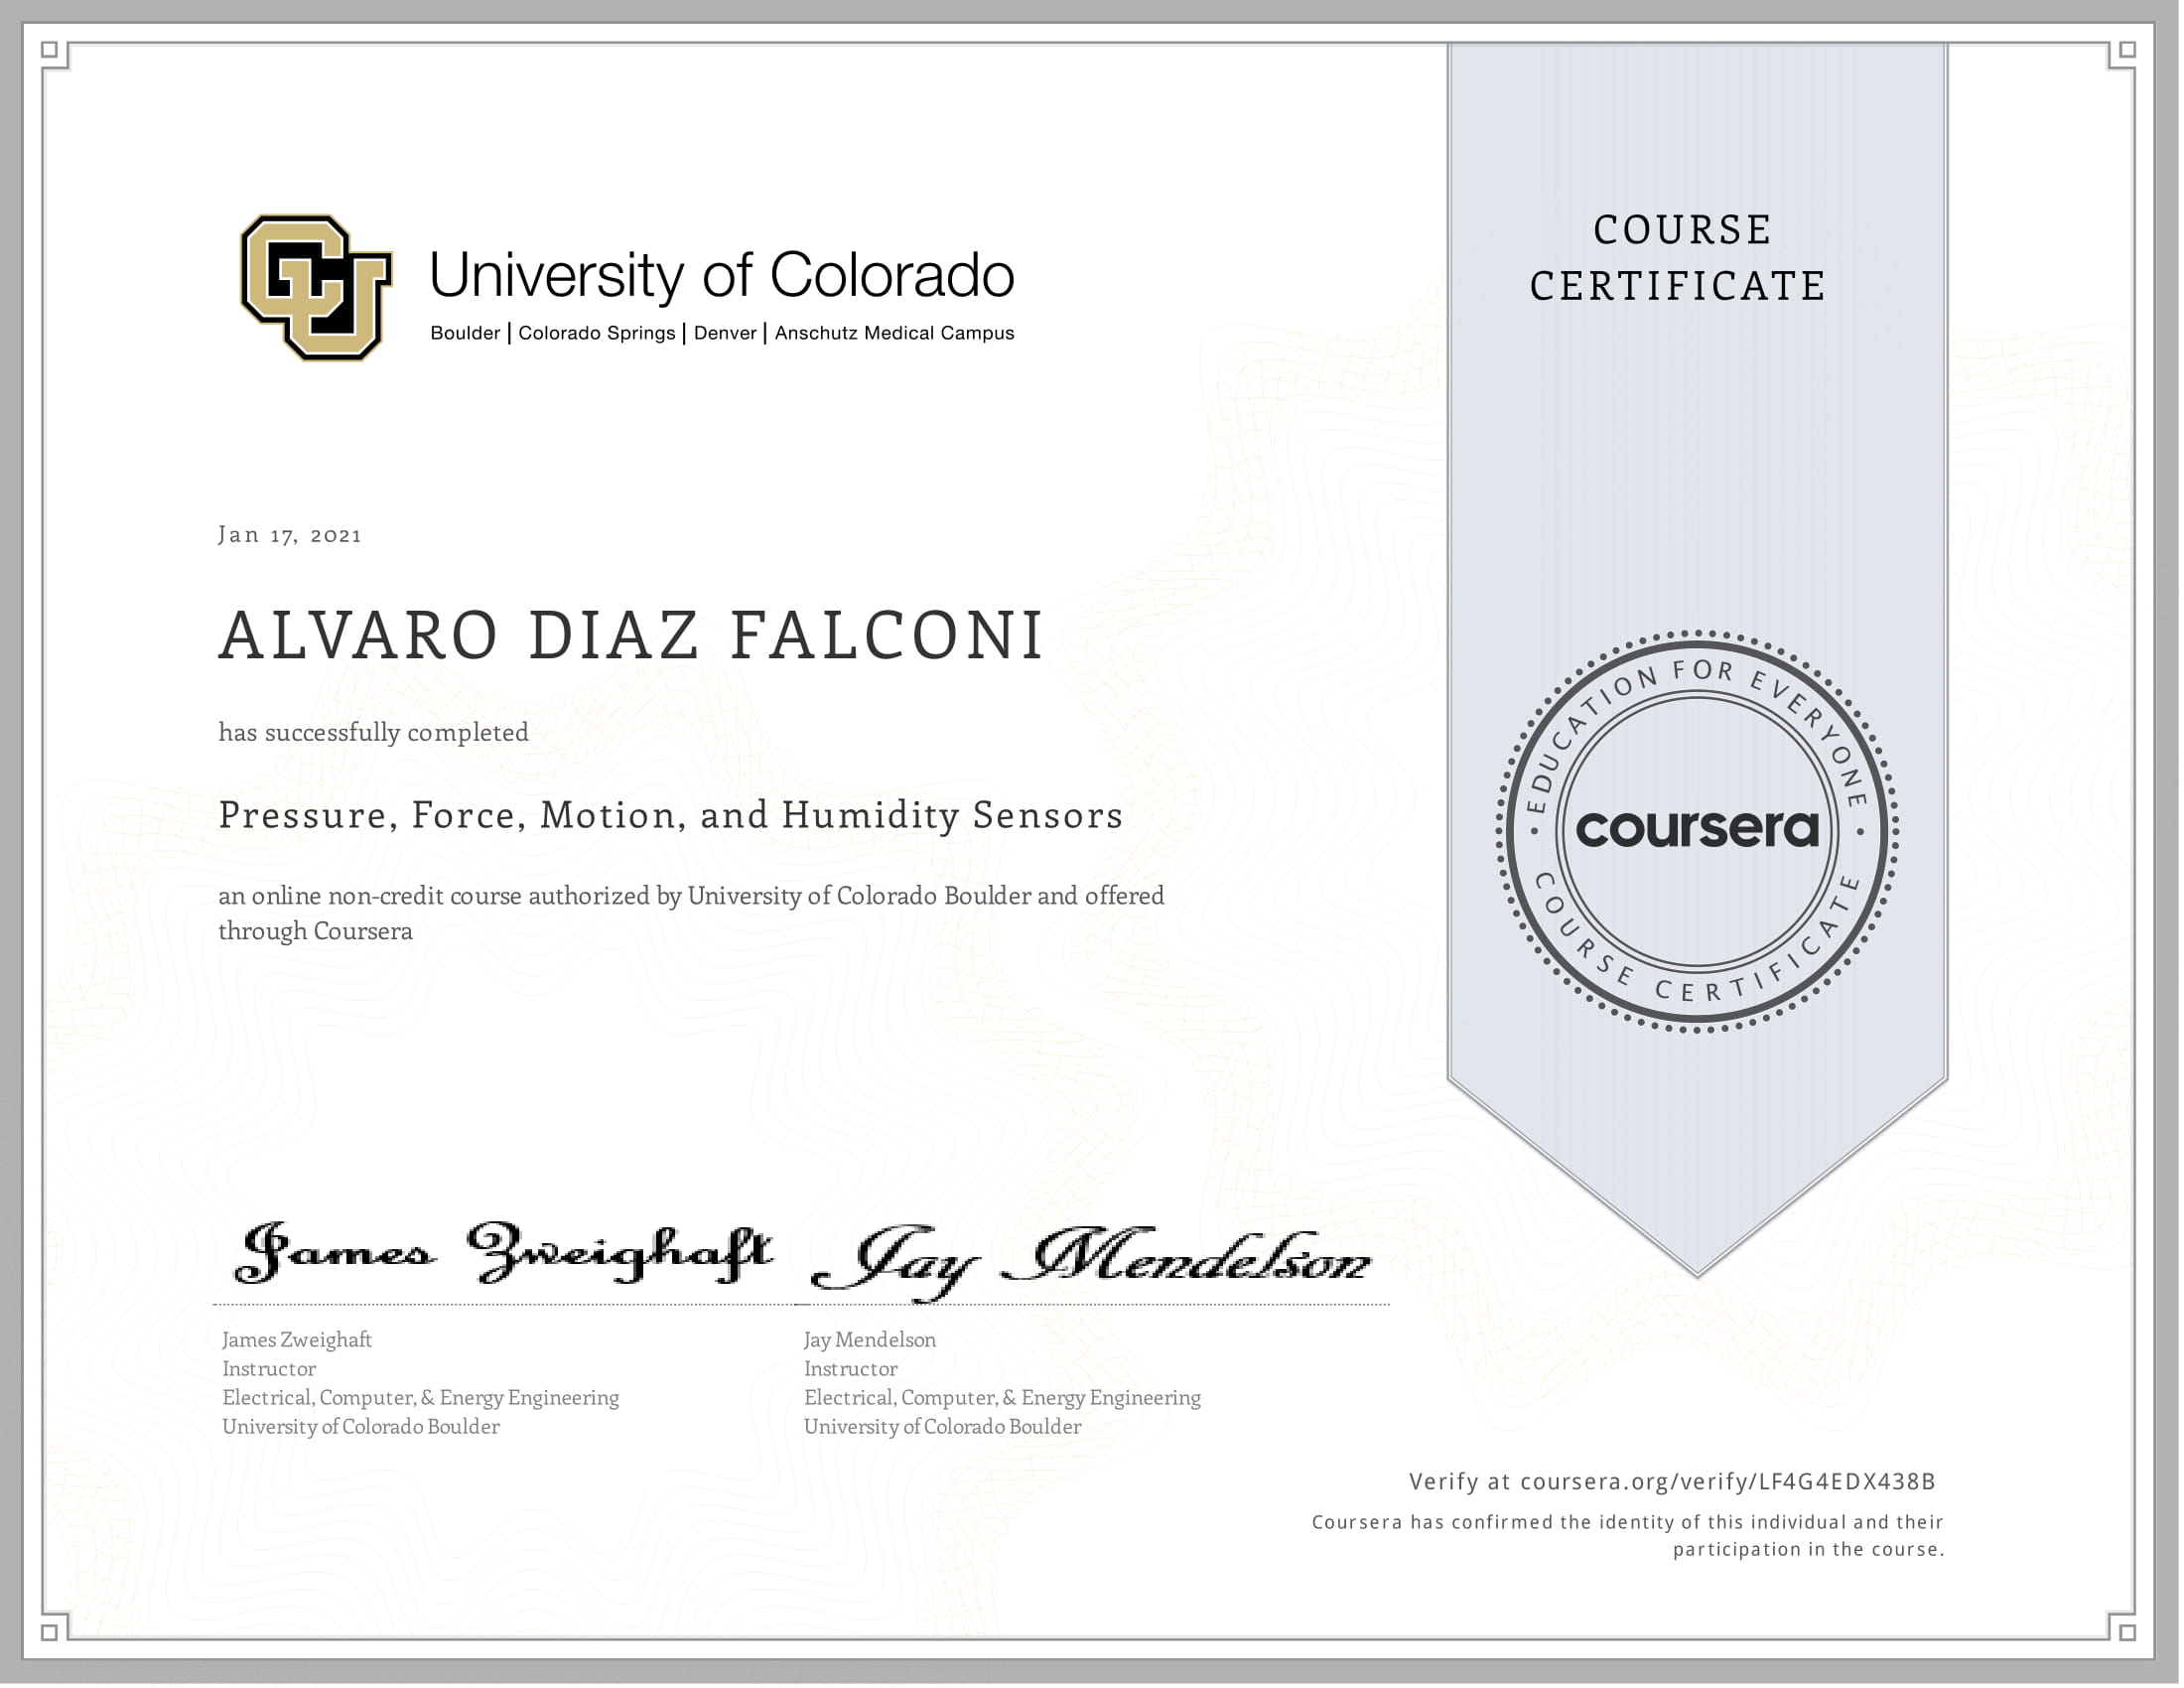 CU
University of Colorado
Boulder | Colorado Springs | Denver | Anschutz Medical Campus
COURSE
CERTIFICATE
Jan 17, 2021
ALVARO DIAZ FALCONI
has successfully completed
Pressure, Force, Motion, and Humidity Sensors
an online non-credit course authorized by University of Colorado Boulder and offered
through Coursera
EDUCATION FOR EVERYONE
coursera
COURSE CERTIFICATE
James Zweighaft
Jay Mendelson
James Zweighaft
Instructor
Electrical, Computer, & Energy Engineering
University of Colorado Boulder
Jay Mendelson
Instructor
Electrical, Computer, & Energy Engineering
University of Colorado Boulder
Verify at coursera.org/verify/LF4G4EDX438B
Coursera has confirmed the identity of this individual and their
participation in the course.